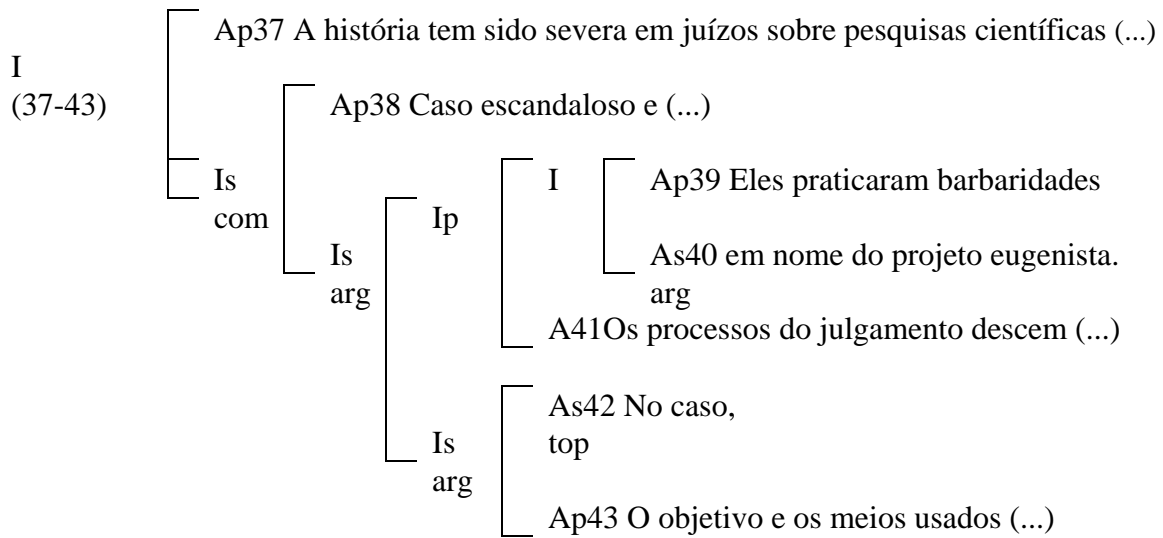 Ap37 A história tem sido severa em juízos sobre pesquisas científicas (...)
I
(37-43)
Ap38 Caso escandaloso e (...)
Is
com
I
Ap39 Eles praticaram barbaridades
Ip
Is
arg
As40 em nome do projeto eugenista.
arg
A41Os processos do julgamento descem (...)
As42 No caso,
top
Is
arg
Ap43 O objetivo e os meios usados (...)